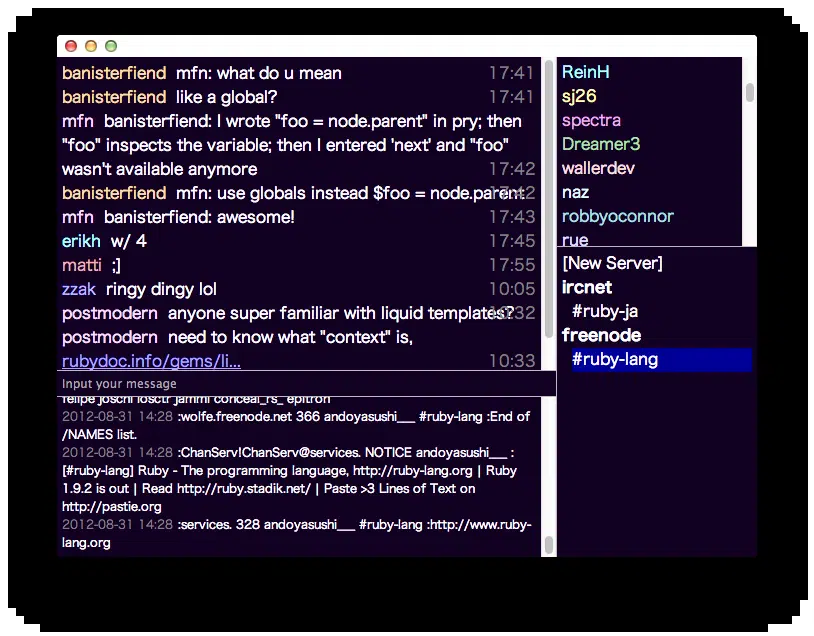 banisterfiend mfn: what do u mean 17:41
banisterfiend like a global? 17:41
mfn banisterfiend: I wrote "foo = node.parent" in pry; then
"foo" inspects the variable; then I entered 'next' and "foo"
wasn't available anymore 17:42
banisterfiend mfn: use globals instead $foo = node.parent 17:42
mfn banisterfiend: awesome! 17:43
erikh w/ 4 17:45
matti ;] 17:55
zzak ringy dingy lol 10:05
postmodern anyone super familiar with liquid templates? 10:32
postmodern need to know what "context" is,
rubydoc.info/gems/li... 10:33
Input your message
felipe joschi losctr jammi conceal_rs_ epitron
2012-08-31 14:28 :wolfe.freenode.net 366 andoyasushi___ #ruby-lang :End of
/NAMES list.
2012-08-31 14:28 :ChanServ!ChanServ@services. NOTICE andoyasushi___ :
[#ruby-lang] Ruby - The programming language, http://ruby-lang.org | Ruby
1.9.2 is out | Read http://ruby.stadik.net/ | Paste >3 Lines of Text on
http://pastie.org
2012-08-31 14:28 :services. 328 andoyasushi___ #ruby-lang :http://www.ruby-
lang.org
ReinH
sj26
spectra
Dreamer3
wallerdev
naz
robbyoconnor
rue
[New Server]
ircnet
#ruby-ja
freenode
#ruby-lang